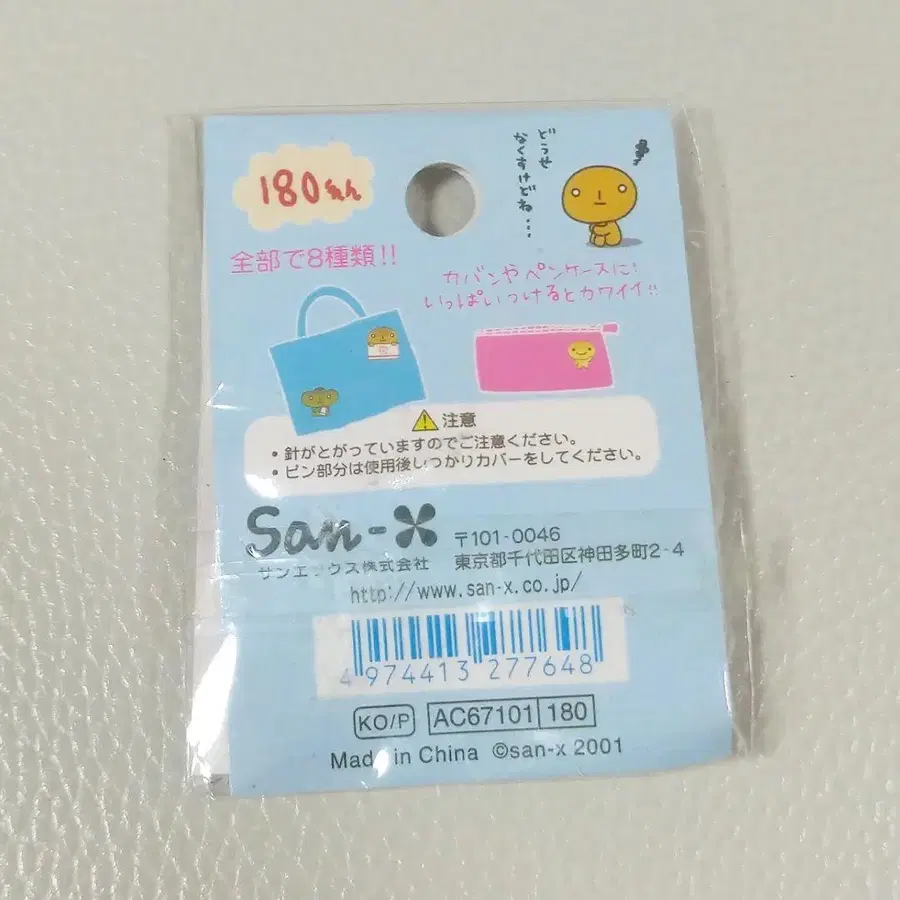 180えん
どうせ
なくすけどね...
全部で8種類!!
カバンやペンケースに!
いっぱいつけるとカワイイ!!
注意
・針がとがっていますのでご注意ください。
・ピン部分は使用後しっかりカバーをしてください。
San-X
サンエックス株式会社
〒101-0046
東京都千代田区神田多町2-4
http://www.san-x.co.jp/
4 974413 277648
KO/P AC67101 180
Made in China ©san-x 2001